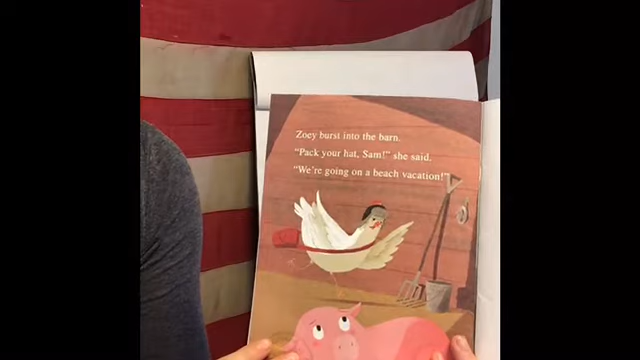 Zoey burst into the barn.
“Pack your hat, Sam!” she said.
“We’re going on a beach vacation!”